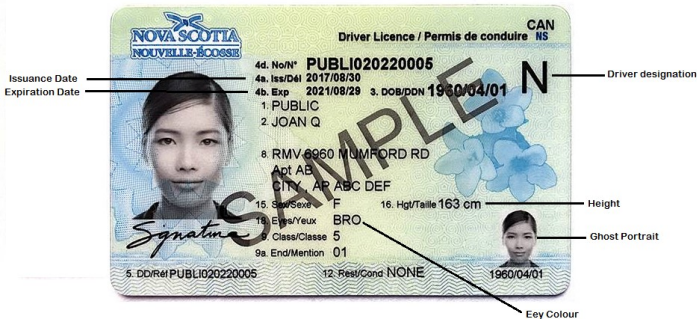 NOVA SCOTIA
NOUVELLE-ÉCOSSE
Driver Licence / Permis de conduire
CAN
NS
4d. No/N° PUBLI020220005
Issuance Date
4a. Iss/Dél 2017/08/30
Expiration Date
4b. Exp 2021/08/29
3. DOB/DDN 1960/04/01
N
Driver designation
1. PUBLIC
2. JOAN Q
8. RMV 6960 MUMFORD RD
Apt AB
CITY , AP ABC DEF
SAMPLE
15. Sex/Sexe F
16. Hgt/Taille 163 cm
Height
18. Eyes/Yeux BRO
Signature
9. Class/Classe 5
Ghost Portrait
9a. End/Mention 01
5. DD/Réf PUBLI020220005
12. Rest/Cond NONE
1960/04/01
Eey Colour